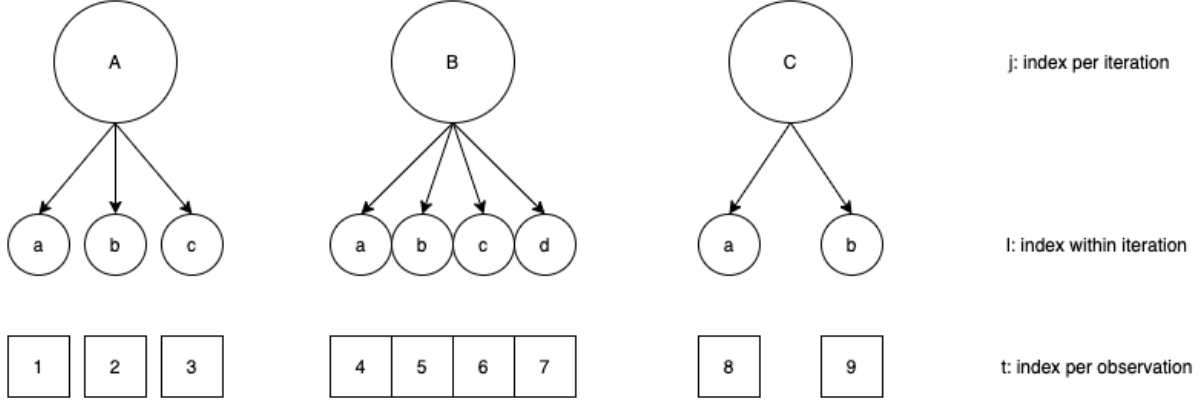 A B C j: index per iteration
a b c a b c d a b l: index within iteration
1 2 3 4 5 6 7 8 9 t: index per observation